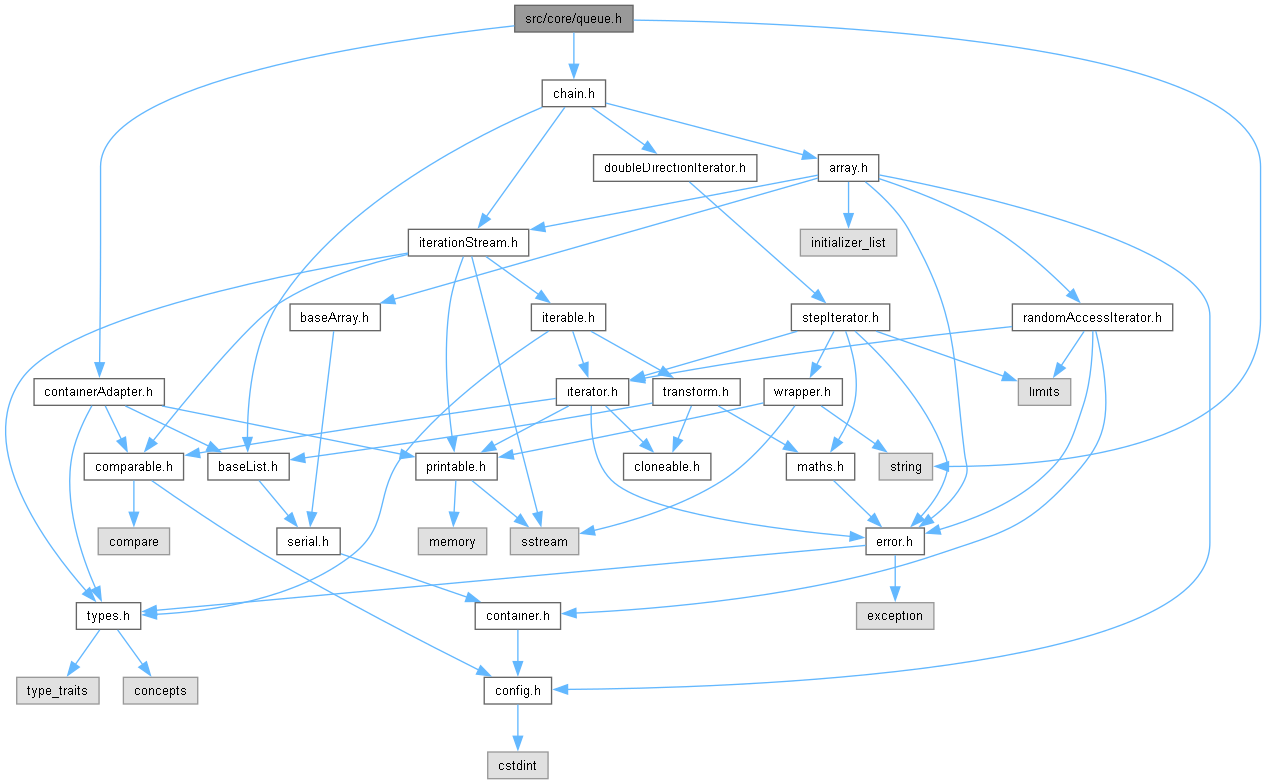 src/core/queue.h
chain.h
doubleDirectionIterator.h
array.h
iterationStream.h
initializer_list
baseArray.h
iterable.h
stepIterator.h
randomAccessIterator.h
containerAdapter.h
iterator.h
transform.h
wrapper.h
limits
comparable.h
baseList.h
printable.h
cloneable.h
maths.h
string
compare
serial.h
memory
sstream
error.h
types.h
container.h
exception
type_traits
concepts
config.h
cstdint